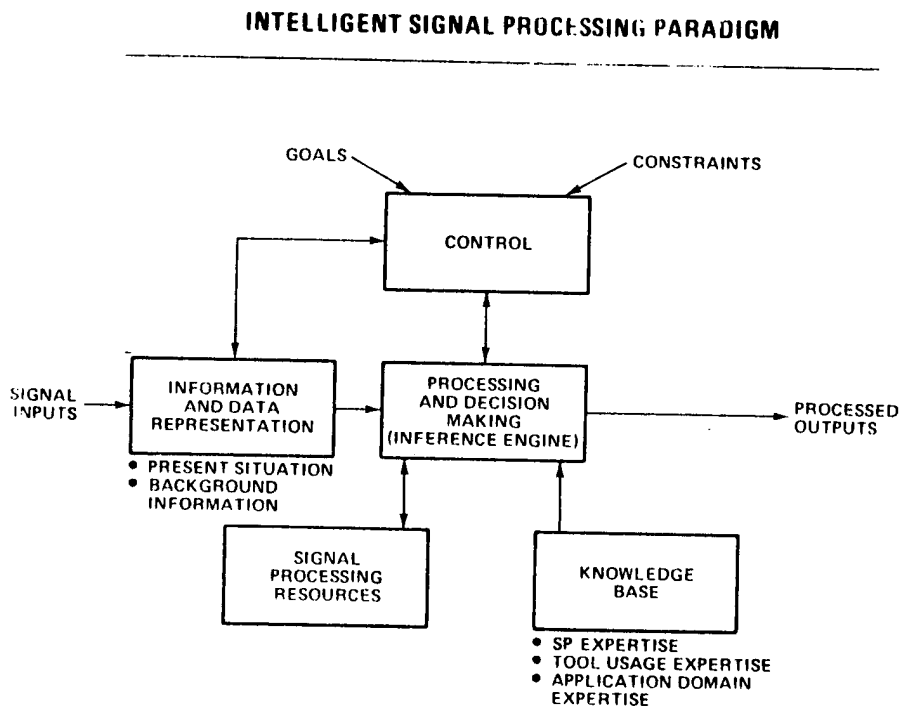 INTELLIGENT SIGNAL PROCESSING PARADIGM
GOALS
CONSTRAINTS
CONTROL
SIGNAL
INPUTS
INFORMATION
AND DATA
REPRESENTATION
• PRESENT SITUATION
• BACKGROUND
INFORMATION
PROCESSING
AND DECISION
MAKING
(INFERENCE ENGINE)
PROCESSED
OUTPUTS
SIGNAL
PROCESSING
RESOURCES
KNOWLEDGE
BASE
• SP EXPERTISE
• TOOL USAGE EXPERTISE
• APPLICATION DOMAIN
EXPERTISE